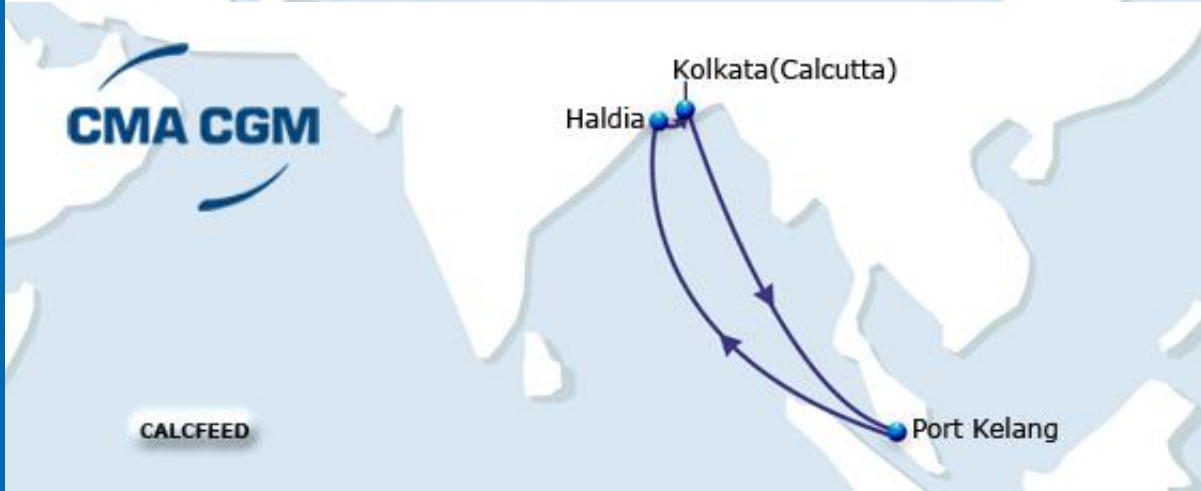 Kolkata(Calcutta)
Haldia
CMA CGM
Port Kelang
CALCFEED